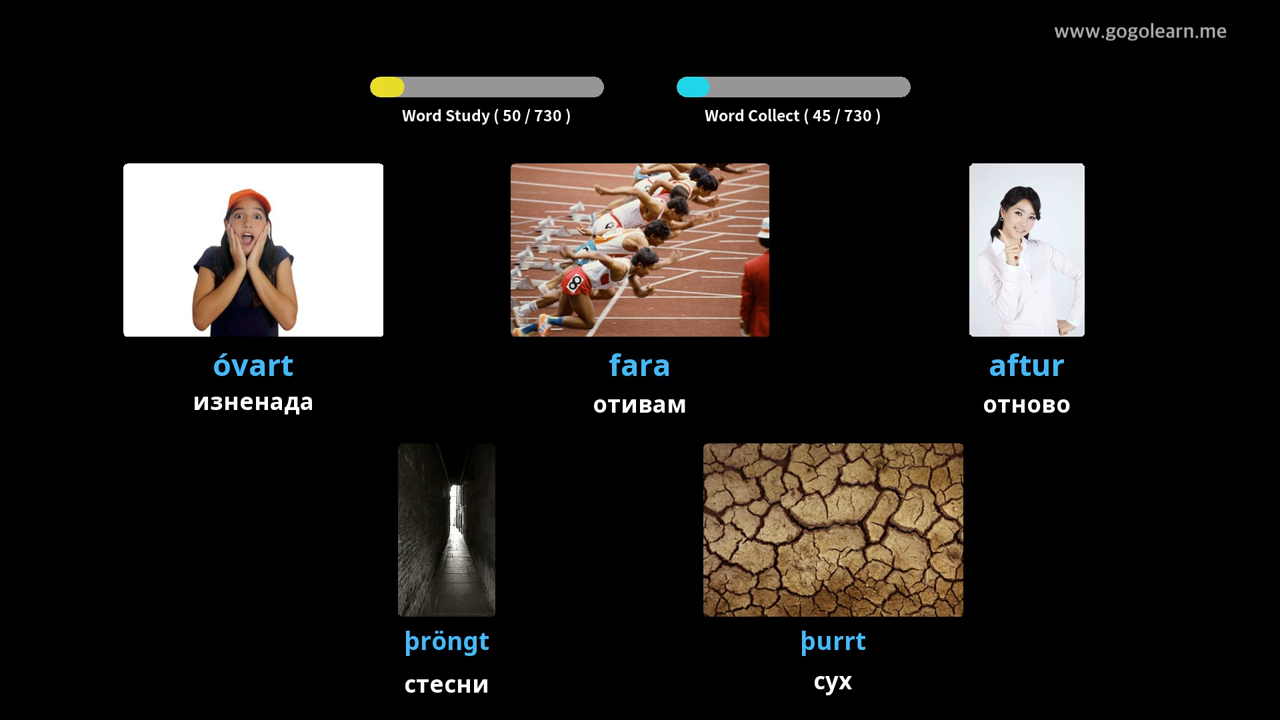 www.gogolearn.me
Word Study ( 50 / 730 )
Word Collect ( 45 / 730 )
óvart
изненада
fara
отивам
aftur
отново
þröngt
стесни
þurrt
сух